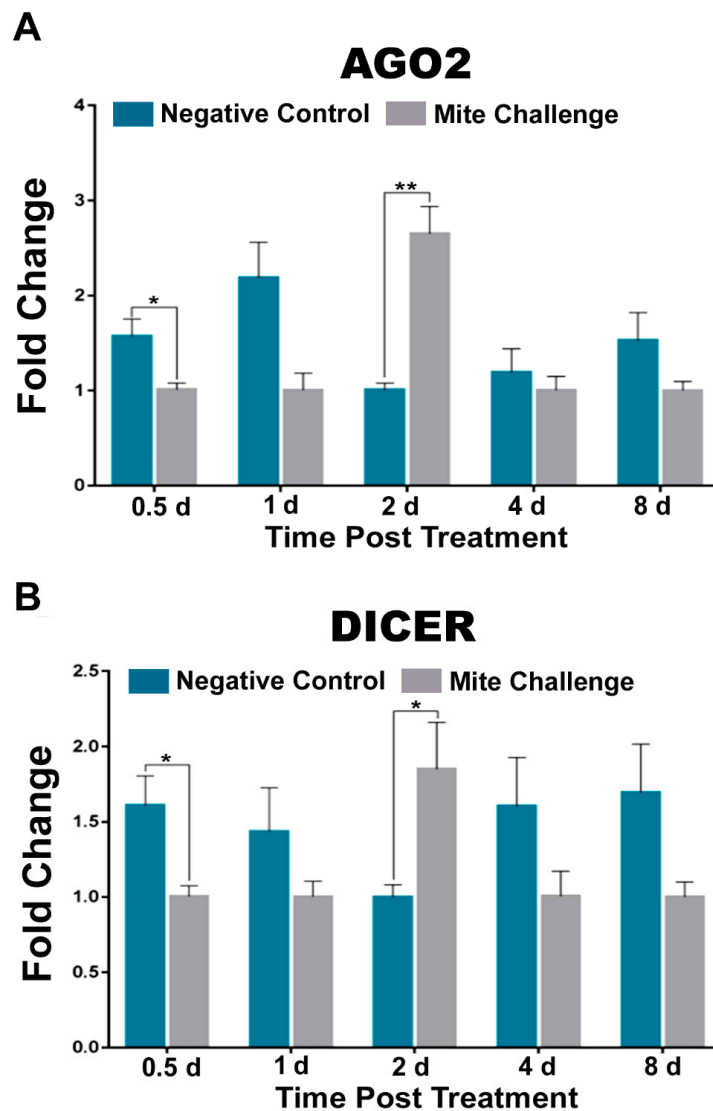 A
AGO2
Negative Control Mite Challenge
4
3
2
1
0
Fold Change
* **
0.5 d 1 d 2 d 4 d 8 d
Time Post Treatment
B
DICER
Negative Control Mite Challenge
2.5
2.0
1.5
1.0
0.5
0.0
Fold Change
* *
0.5 d 1 d 2 d 4 d 8 d
Time Post Treatment